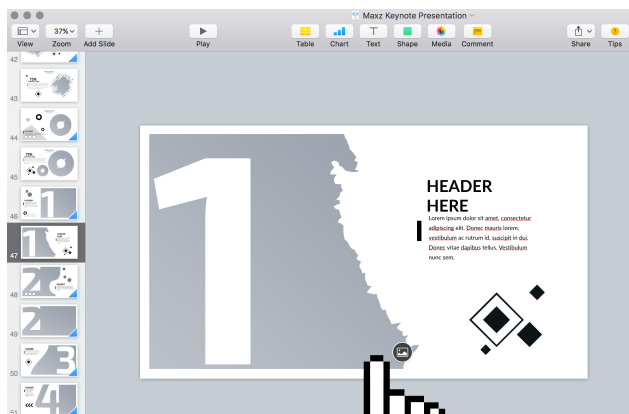 Maxz Keynote Presentation
37%
View
Zoom
Add Slide
Play
Table
Chart
Text
Shape
Media
Comment
Share
Tips
42
43
44
45
46
47
48
49
50
51
1
HEADER
HERE
Lorem ipsum dolor sit amet, consectetur
adipiscing elit. Donec mauris lorem,
vestibulum ac rutrum id, suscipit in dui.
Donec vitae dapibus tellus. Vestibulum
nunc sem,